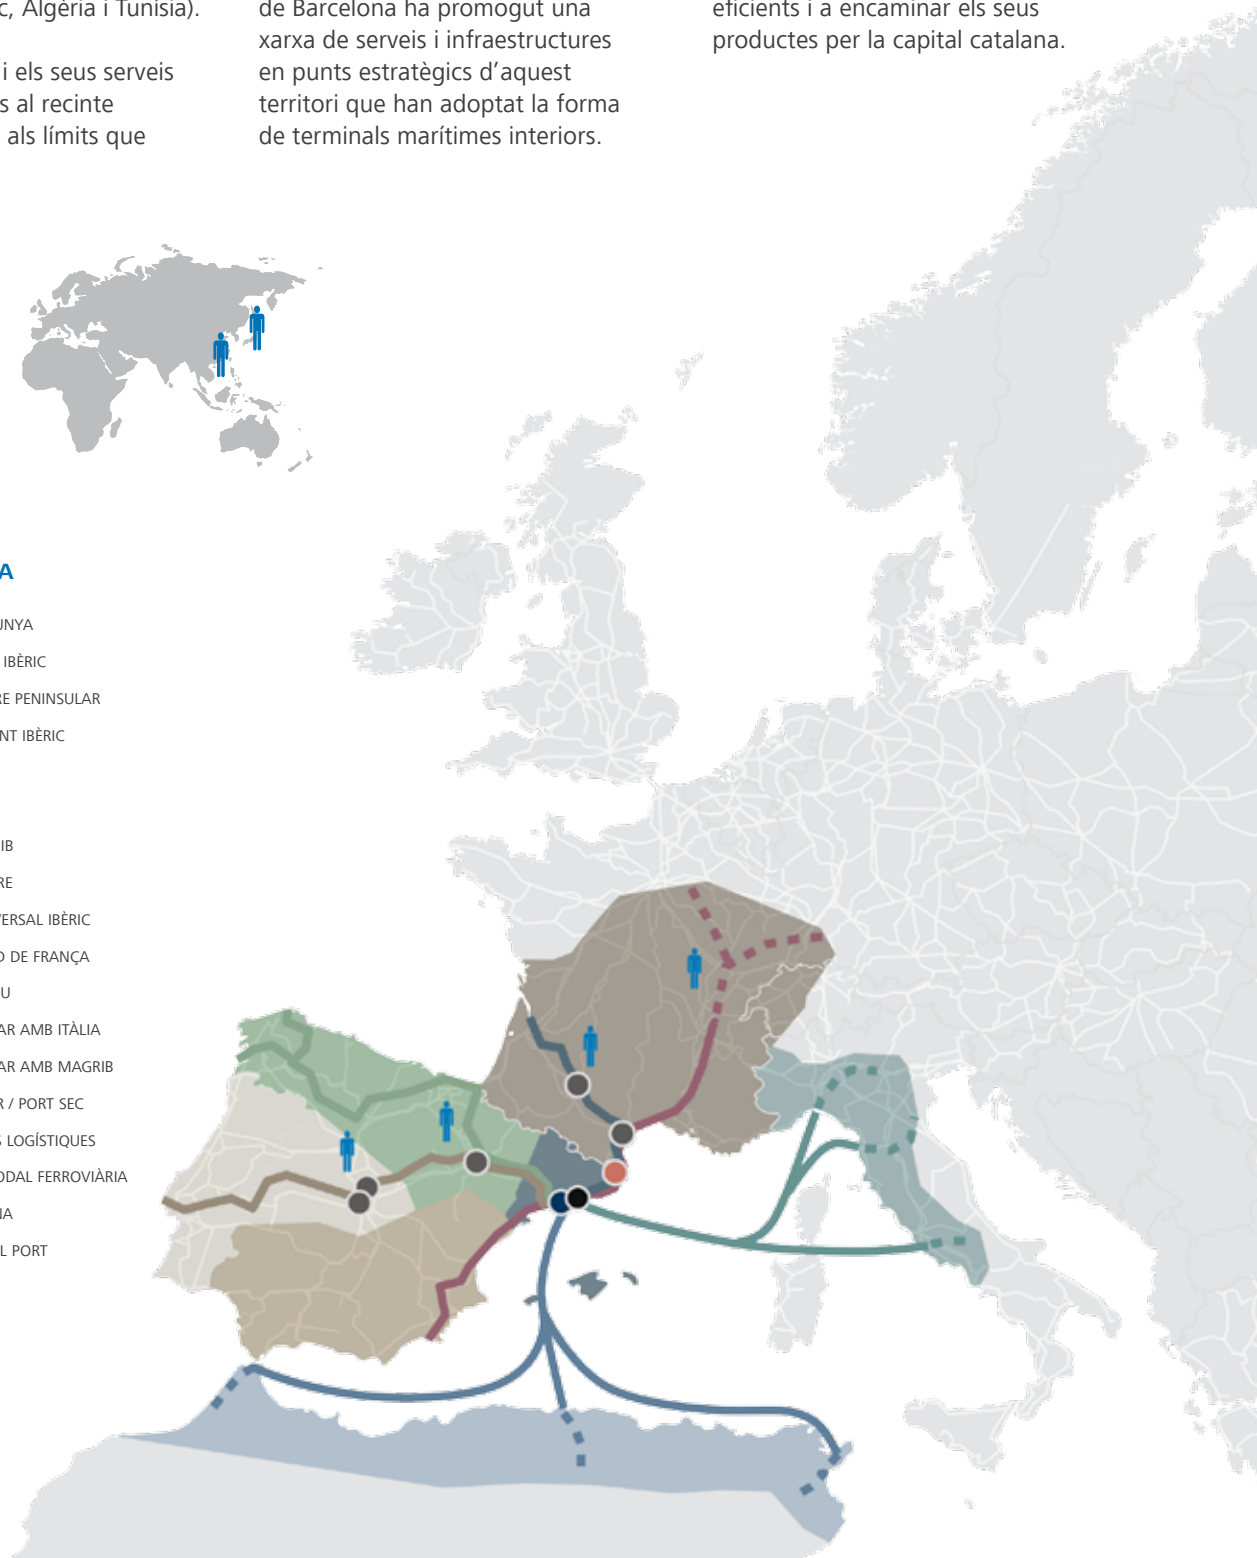 c, Algèria i Tunísia).
i els seus serveis
s al recinte
als límits que
de Barcelona ha promogut una
xarxa de serveis i infraestructures
en punts estratègics d’aquest
territori que han adoptat la forma
de terminals marítimes interiors.
eficients i a encaminar els seus
productes per la capital catalana.
A
UNYA
IBÈRIC
RE PENINSULAR
NT IBÈRIC
IB
RE
VERSAL IBÈRIC
D DE FRANÇA
U
AR AMB ITÀLIA
AR AMB MAGRIB
R / PORT SEC
S LOGÍSTIQUES
ODAL FERROVIÀRIA
NA
L PORT